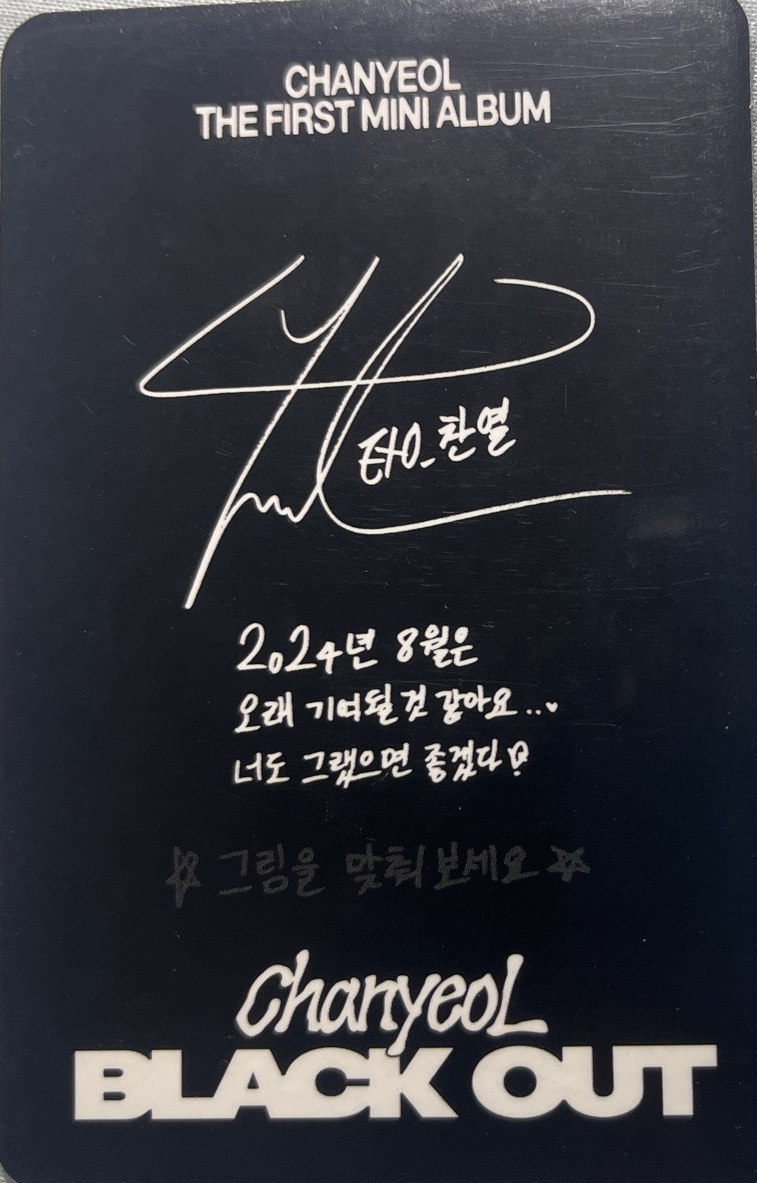 CHANYEOL
THE FIRST MINI ALBUM
EXO_찬열
2024년 8월은
오래 기억될 것 같아요...♥
너도 그랬으면 좋겠다♡
☆ 그림을 맞춰보세요 ☆
Chanyeol
BLACK OUT